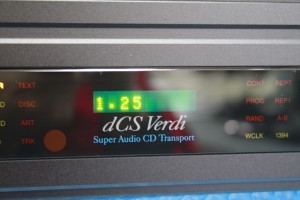 TEXT CONT REPT
1.25
DISC PROG REP1
ART RAND A-B
dCS Verdi
TRK WCLK 1394
Super Audio CD Transport